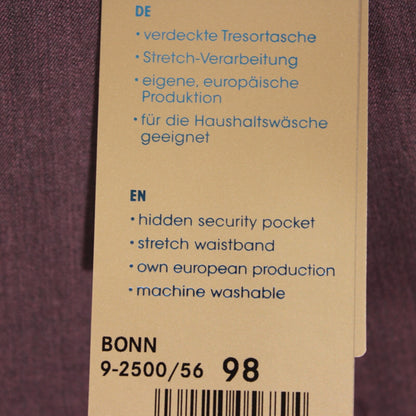 DE
• verdeckte Tresortasche
• Stretch-Verarbeitung
• eigene, europäische
Produktion
• für die Haushaltswäsche
geeignet
EN
• hidden security pocket
• stretch waistband
• own european production
• machine washable
BONN
9-2500/56 98